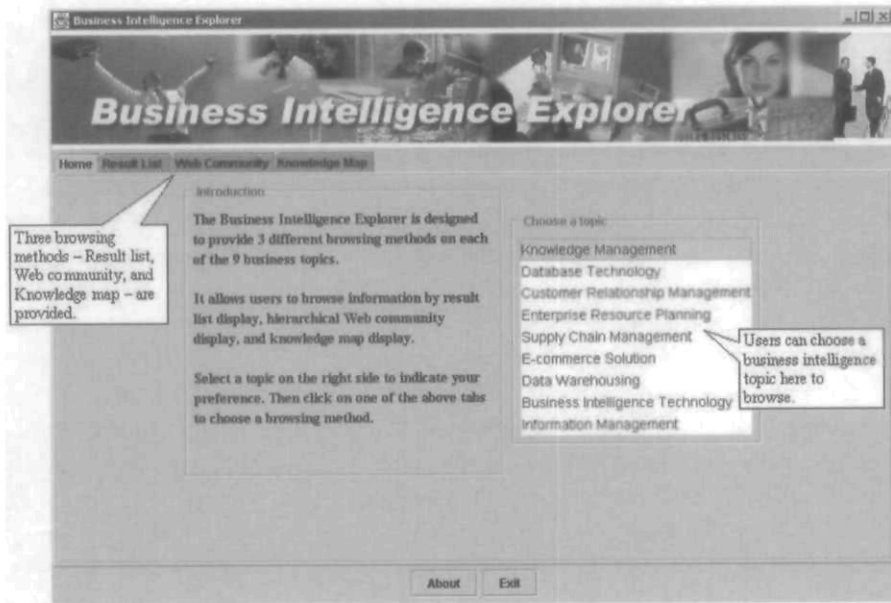 Business Intelligence Explorer
Business Intelligence Explorer
Home Result List Web Community Knowledge Map
Three browsing
methods – Result list,
Web community, and
Knowledge map – are
provided.
Introduction
The Business Intelligence Explorer is designed
to provide 3 different browsing methods on each
of the 9 business topics.
It allows users to browse information by result
list display, hierarchical Web community
display, and knowledge map display.
Select a topic on the right side to indicate your
preference. Then click on one of the above tabs
to choose a browsing method.
Choose a topic
Knowledge Management
Database Technology
Customer Relationship Management
Enterprise Resource Planning
Supply Chain Management
E-commerce Solution
Data Warehousing
Business Intelligence Technology
Information Management
Users can choose a
business intelligence
topic here to
browse.
About Exit